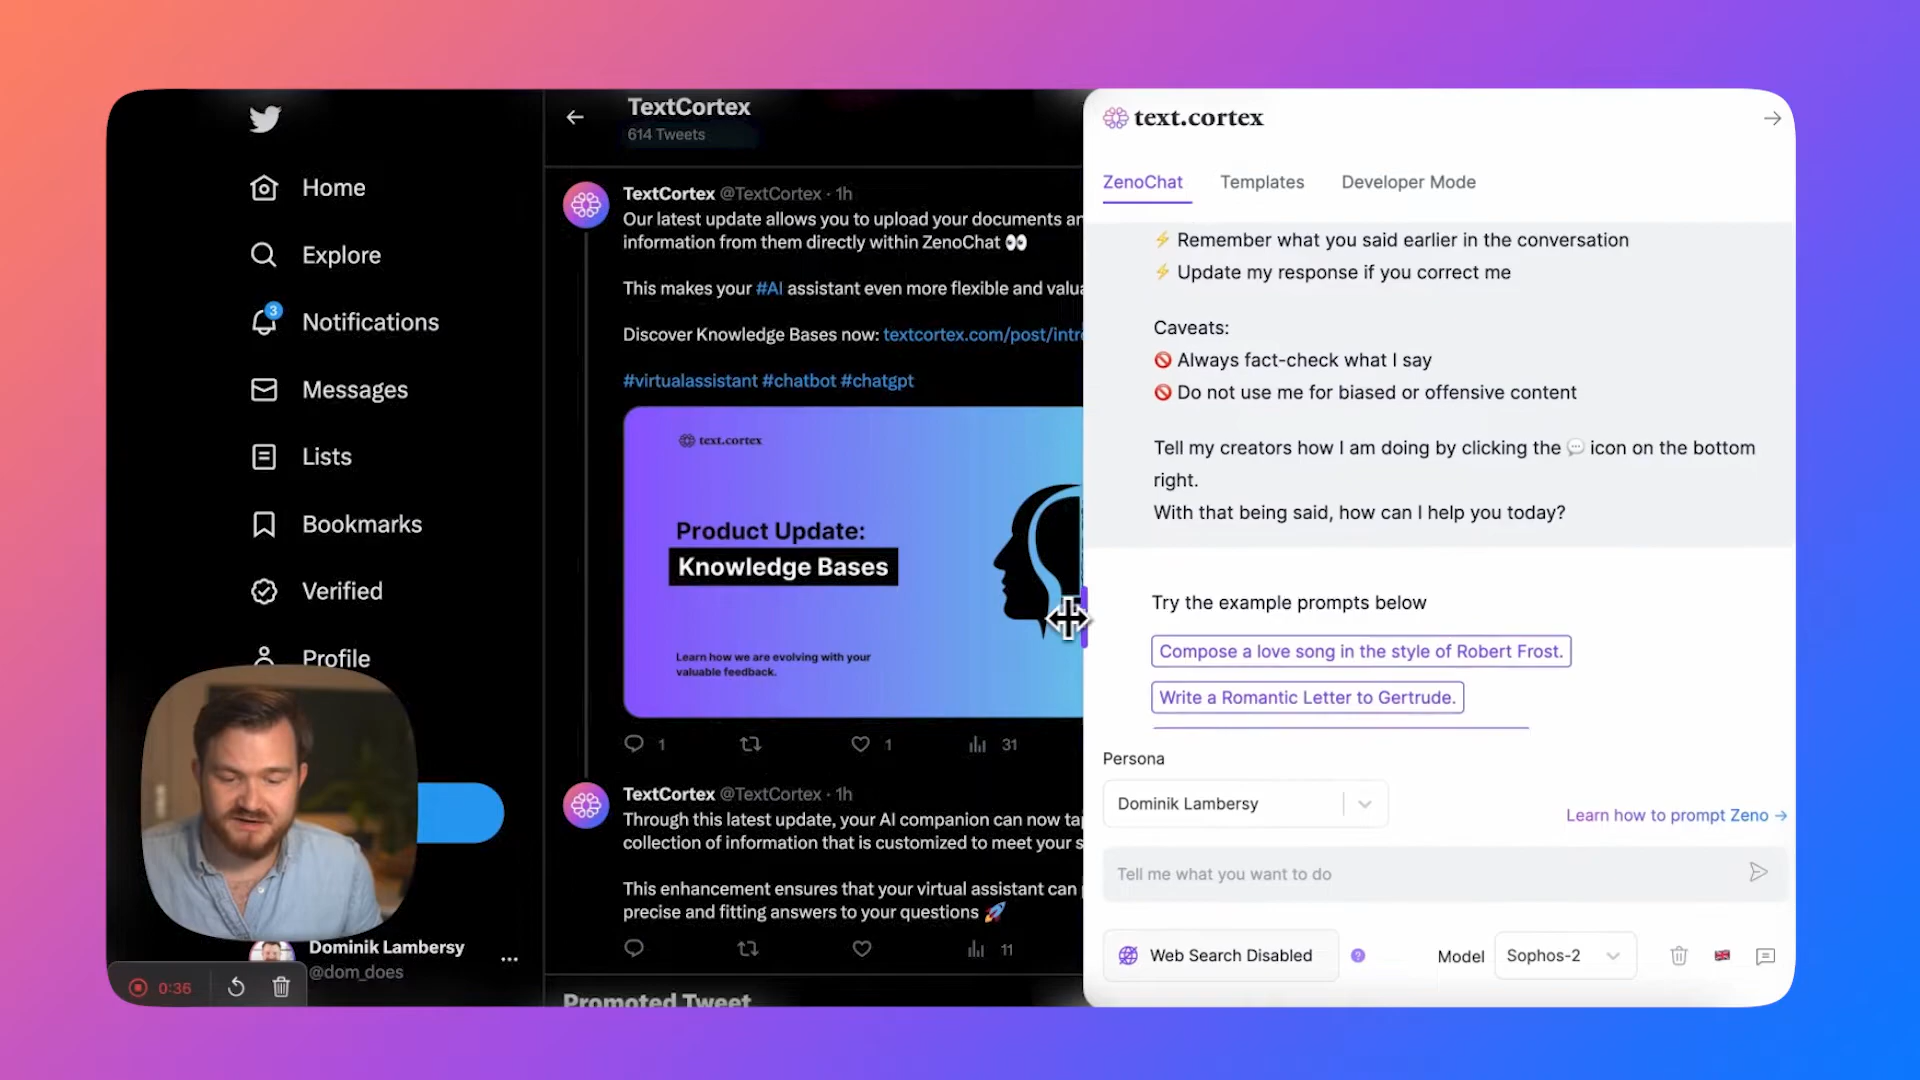 Home
Explore
3
Notifications
Messages
Lists
Bookmarks
Verified
Profile
Dominik Lambersy
@dom_does
0:36
TextCortex
614 Tweets
TextCortex @TextCortex · 1h
Our latest update allows you to upload your documents an
information from them directly within ZenoChat 👀
This makes your #AI assistant even more flexible and valua
Discover Knowledge Bases now: textcortex.com/post/intr
#virtualassistant #chatbot #chatgpt
text.cortex
Product Update:
Knowledge Bases
Learn how we are evolving with your
valuable feedback.
1
1
31
TextCortex @TextCortex · 1h
Through this latest update, your AI companion can now tap
collection of information that is customized to meet your s
This enhancement ensures that your virtual assistant can
precise and fitting answers to your questions 🚀
11
Promoted Tweet
text.cortex
ZenoChat
Templates
Developer Mode
⚡ Remember what you said earlier in the conversation
⚡ Update my response if you correct me
Caveats:
🚫 Always fact-check what I say
🚫 Do not use me for biased or offensive content
Tell my creators how I am doing by clicking the 💬 icon on the bottom
right.
With that being said, how can I help you today?
Try the example prompts below
Compose a love song in the style of Robert Frost.
Write a Romantic Letter to Gertrude.
Persona
Dominik Lambersy
Learn how to prompt Zeno →
Tell me what you want to do
Web Search Disabled
?
Model
Sophos-2